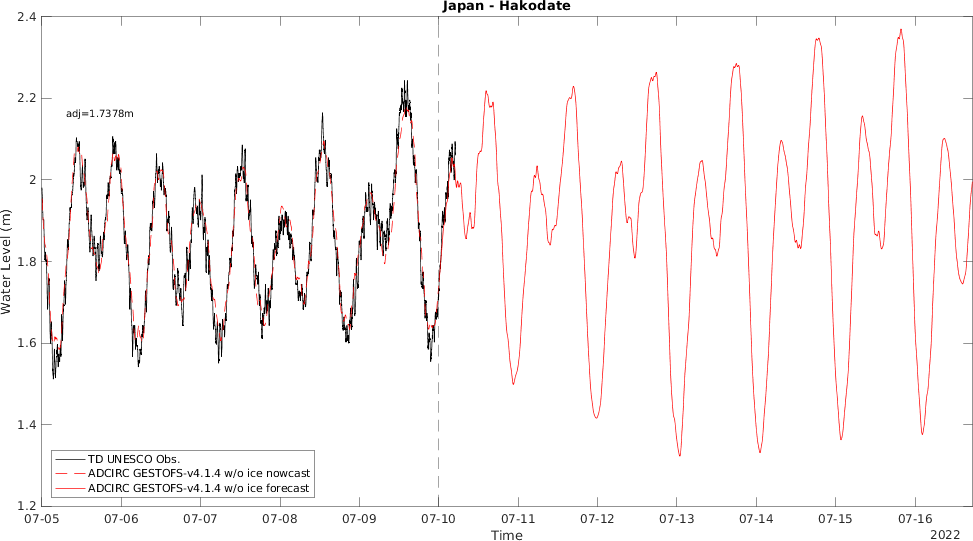 Japan - Hakodate
2.4
2.2
2
1.8
1.6
1.4
1.2
Water Level (m)
adj=1.7378m
TD UNESCO Obs.
ADCIRC GESTOFS-v4.1.4 w/o ice nowcast
ADCIRC GESTOFS-v4.1.4 w/o ice forecast
07-05 07-06 07-07 07-08 07-09 07-10 07-11 07-12 07-13 07-14 07-15 07-16
Time
2022